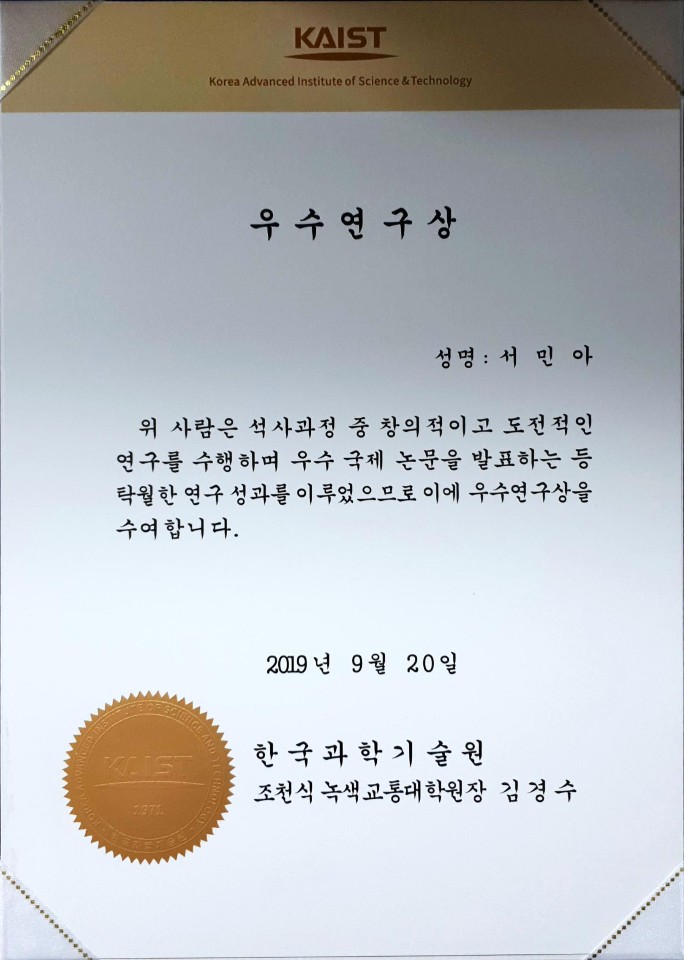 KAIST
Korea Advanced Institute of Science & Technology
우수연구상
성명 : 서 민 아
위 사람은 석사과정 중 창의적이고 도전적인
연구를 수행하며 우수 국제 논문을 발표하는 등
탁월한 연구 성과를 이루었으므로 이에 우수연구상을
수여합니다.
2019년 9월 20일
한국과학기술원
조천식 녹색교통대학원장 김경수
KAIST
1971